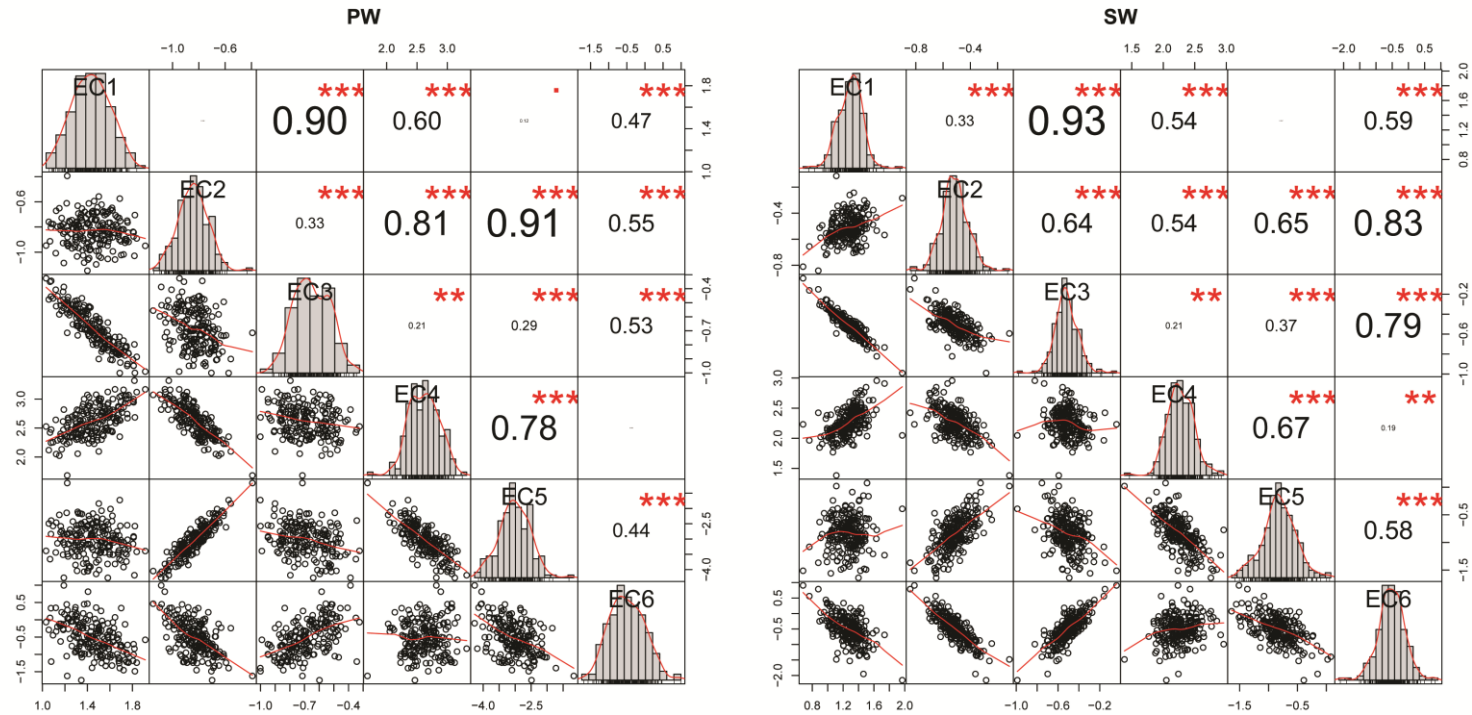 PW SW
−1.0 −0.6 2.0 2.5 3.0 −1.5 −0.5 0.5 −0.8 −0.4 1.5 2.0 2.5 3.0 −2.0 −0.5 0.5
EC1 *** *** *** EC1 *** *** *** ***
0.90 0.60 0.12 0.47 0.33 0.93 0.54 0.59
1.0 1.4 1.8 0.8 1.2 1.6 2.0
−1.0 −0.6 EC2 *** *** *** *** −0.8 −0.4 EC2 *** *** *** ***
0.33 0.81 0.91 0.55 0.64 0.54 0.65 0.83
EC3 ** *** *** EC3 ** *** ***
0.21 0.29 0.53 0.21 0.37 0.79
−1.0 −0.7 −0.4 −1.0 −0.6 −0.2
2.0 2.5 3.0 EC4 *** 1.5 2.0 2.5 3.0 EC4 *** **
0.78 0.67 0.19
EC5 *** EC5 ***
0.44 0.58
−4.0 −2.5 −1.5 −0.5
−1.5 −0.5 0.5 EC6 −2.0 −0.5 0.5 EC6
1.0 1.4 1.8 −1.0 −0.7 −0.4 −4.0 −2.5 0.8 1.2 1.6 2.0 −1.0 −0.6 −0.2 −1.5 −0.5